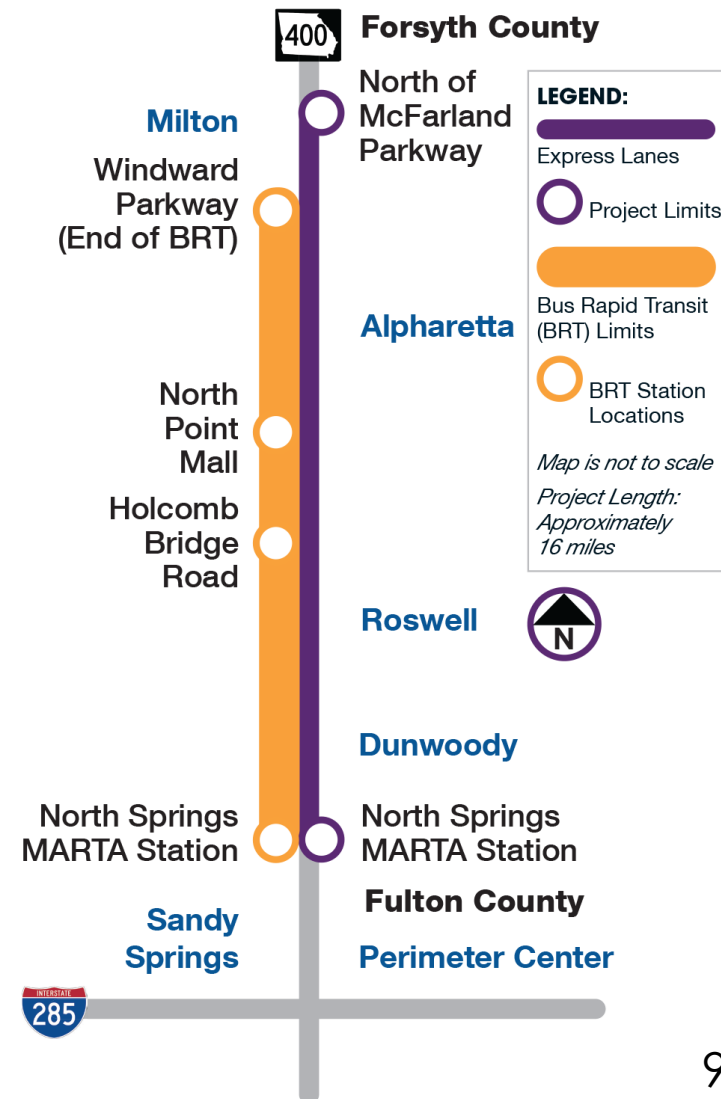 400
Forsyth County
North of
McFarland
Parkway
Milton
Windward
Parkway
(End of BRT)
Alpharetta
North
Point
Mall
Holcomb
Bridge
Road
Roswell
Dunwoody
North Springs
MARTA Station
North Springs
MARTA Station
Fulton County
Sandy
Springs
Perimeter Center
INTERSTATE
285
LEGEND:
Express Lanes
Project Limits
Bus Rapid Transit
(BRT) Limits
BRT Station
Locations
Map is not to scale
Project Length:
Approximately
16 miles
N
9